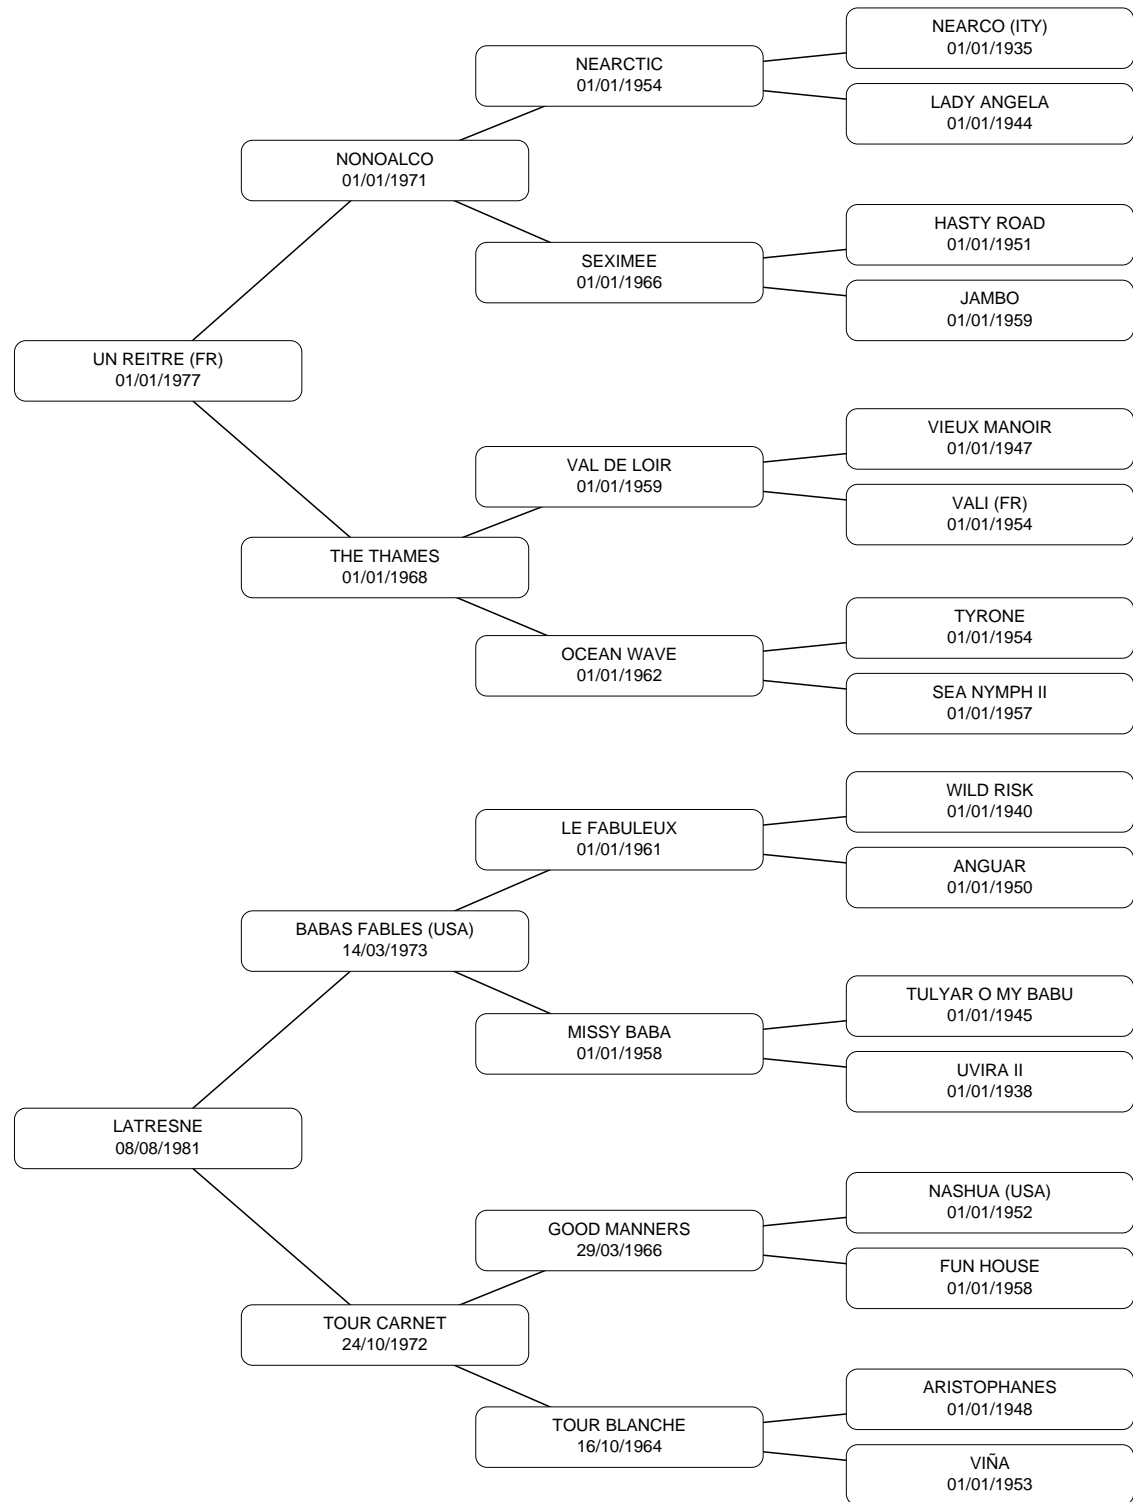 NEARCO (ITY)
01/01/1935
NEARCTIC
01/01/1954
LADY ANGELA
01/01/1944
NONOALCO
01/01/1971
HASTY ROAD
01/01/1951
SEXIMEE
01/01/1966
JAMBO
01/01/1959
UN REITRE (FR)
01/01/1977
VIEUX MANOIR
01/01/1947
VAL DE LOIR
01/01/1959
VALI (FR)
01/01/1954
THE THAMES
01/01/1968
TYRONE
01/01/1954
OCEAN WAVE
01/01/1962
SEA NYMPH II
01/01/1957
WILD RISK
01/01/1940
LE FABULEUX
01/01/1961
ANGUAR
01/01/1950
BABAS FABLES (USA)
14/03/1973
TULYAR O MY BABU
01/01/1945
MISSY BABA
01/01/1958
UVIRA II
01/01/1938
LATRESNE
08/08/1981
NASHUA (USA)
01/01/1952
GOOD MANNERS
29/03/1966
FUN HOUSE
01/01/1958
TOUR CARNET
24/10/1972
ARISTOPHANES
01/01/1948
TOUR BLANCHE
16/10/1964
VIÑA
01/01/1953